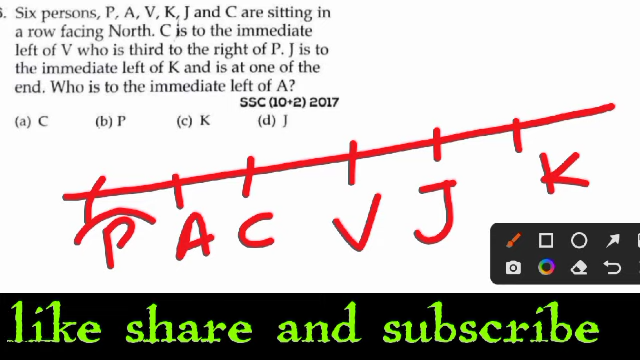 6. Six persons, P, A, V, K, J and C are sitting in
a row facing North. C is to the immediate
left of V who is third to the right of P. J is to
the immediate left of K and is at one of the
end. Who is to the immediate left of A?
SSC (10+2) 2017
(a) C (b) P (c) K (d) J
P A C V J K
like share and subscribe